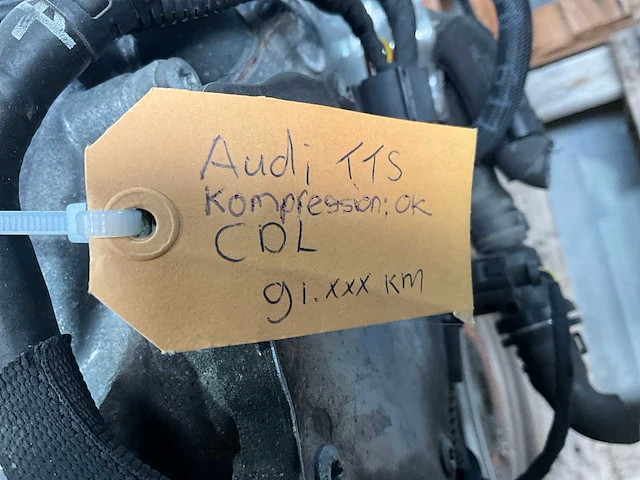 Audi TTS
Kompression: OK
CDL
91.xxx KM